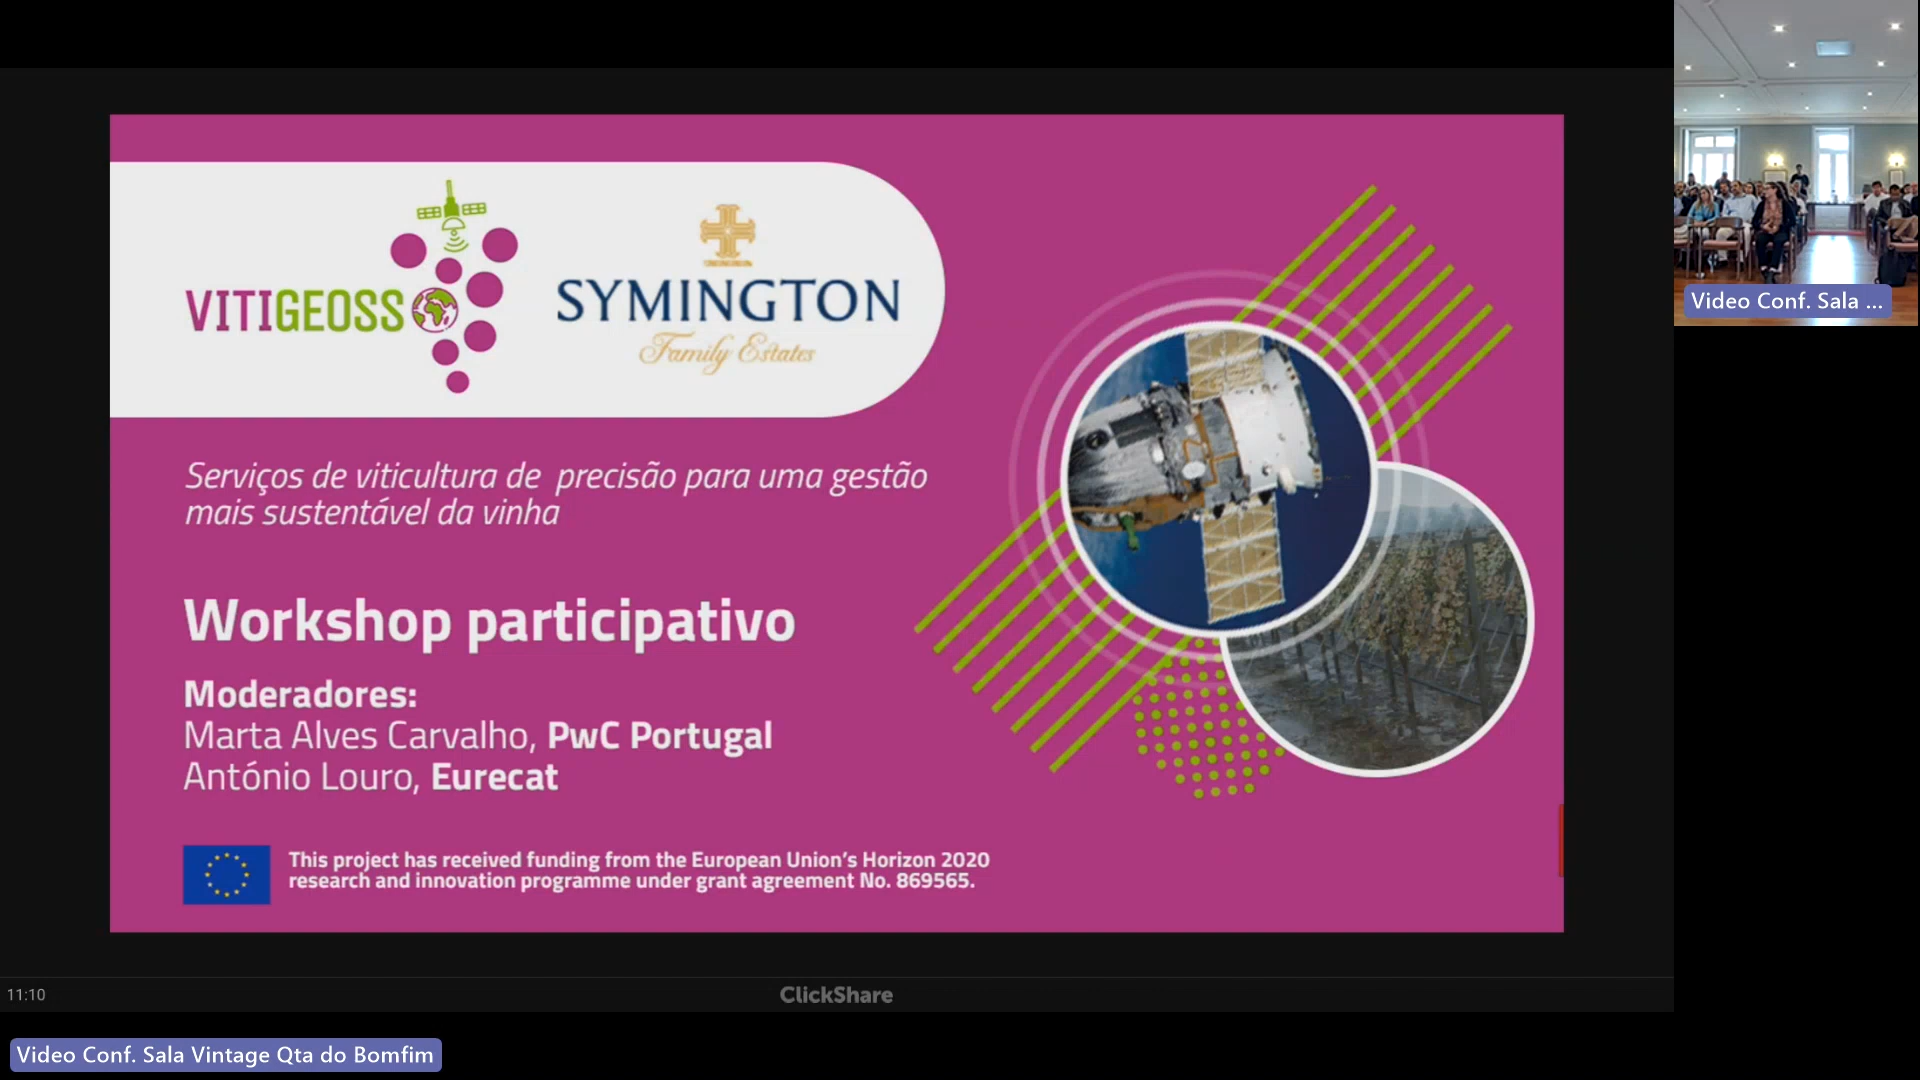 VITIGEOSS
SYMINGTON
Family Estates
Serviços de viticultura de precisão para uma gestão
mais sustentável da vinha
Workshop participativo
Moderadores:
Marta Alves Carvalho, PwC Portugal
António Louro, Eurecat
This project has received funding from the European Union's Horizon 2020
research and innovation programme under grant agreement No. 869565.
Video Conf. Sala ...
11:10
ClickShare
Video Conf. Sala Vintage Qta do Bomfim